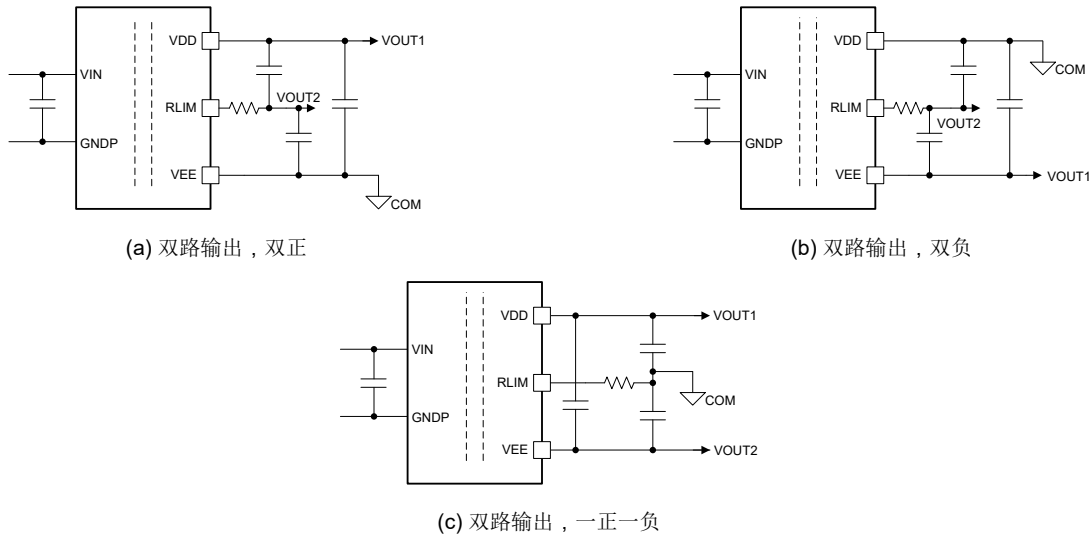 VDD
VOUT1
VIN
RLIM
VOUT2
GNDP
VEE
COM
(a) 双路输出，双正
VDD
COM
VIN
RLIM
VOUT2
GNDP
VEE
VOUT1
(b) 双路输出，双负
VDD
VOUT1
VIN
RLIM
COM
GNDP
VEE
VOUT2
(c) 双路输出，一正一负